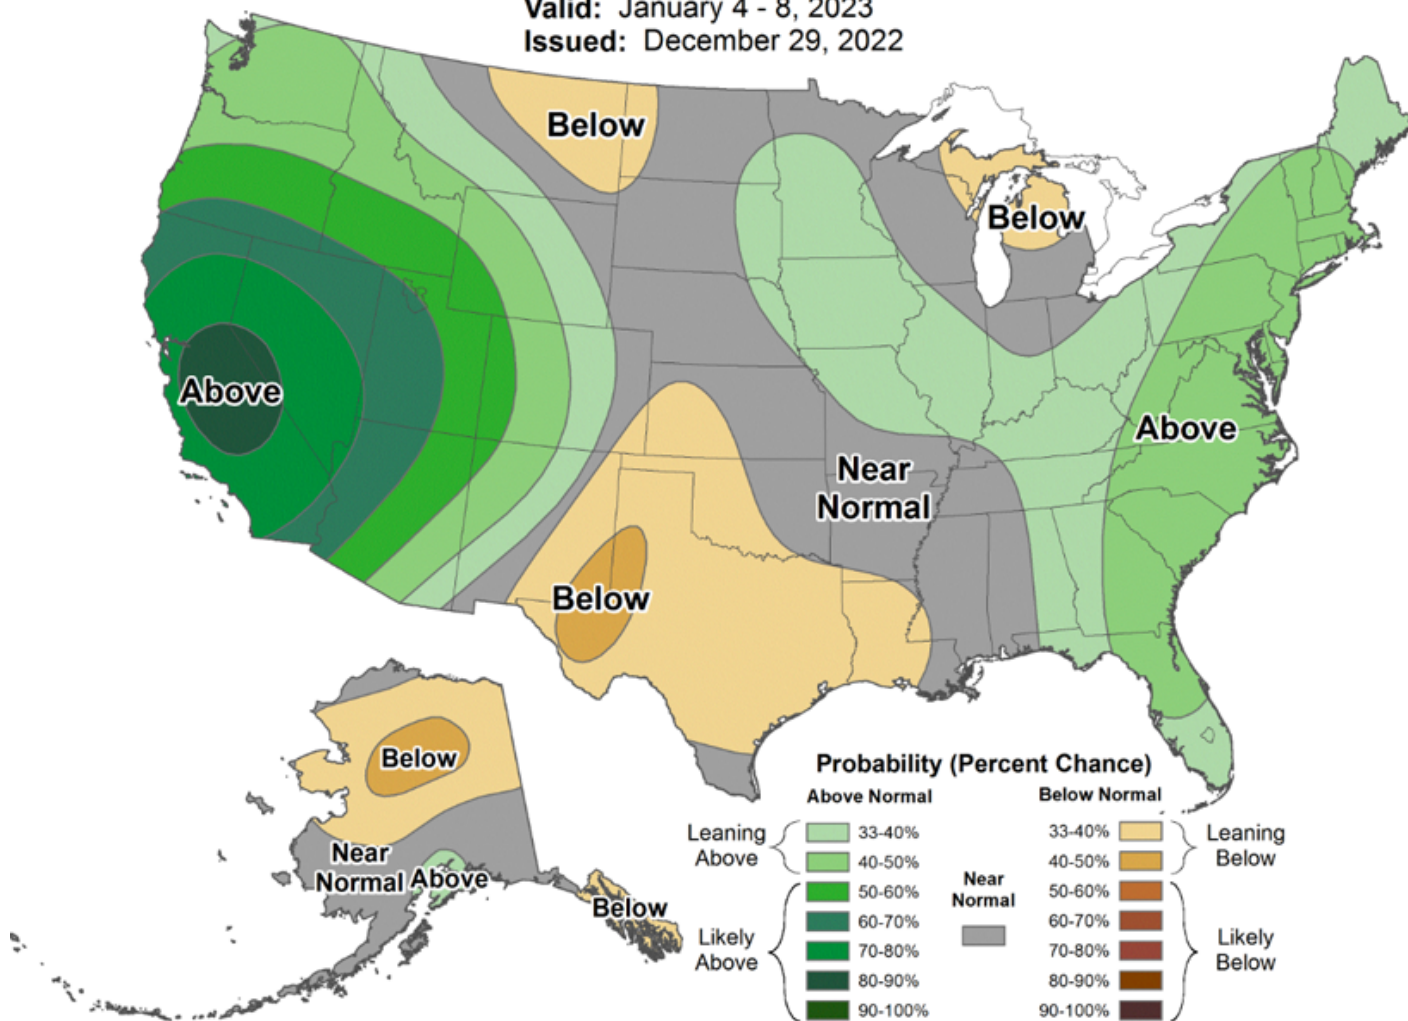 Valid: January 4 - 8, 2023
Issued: December 29, 2022
Below
Below
Above
Above
Near
Normal
Below
Below
Near
Normal
Above
Below
Probability (Percent Chance)
Above Normal
Below Normal
Leaning
Above
33-40%
40-50%
50-60%
60-70%
70-80%
80-90%
90-100%
Likely
Above
Near
Normal
33-40%
40-50%
50-60%
60-70%
70-80%
80-90%
90-100%
Leaning
Below
Likely
Below